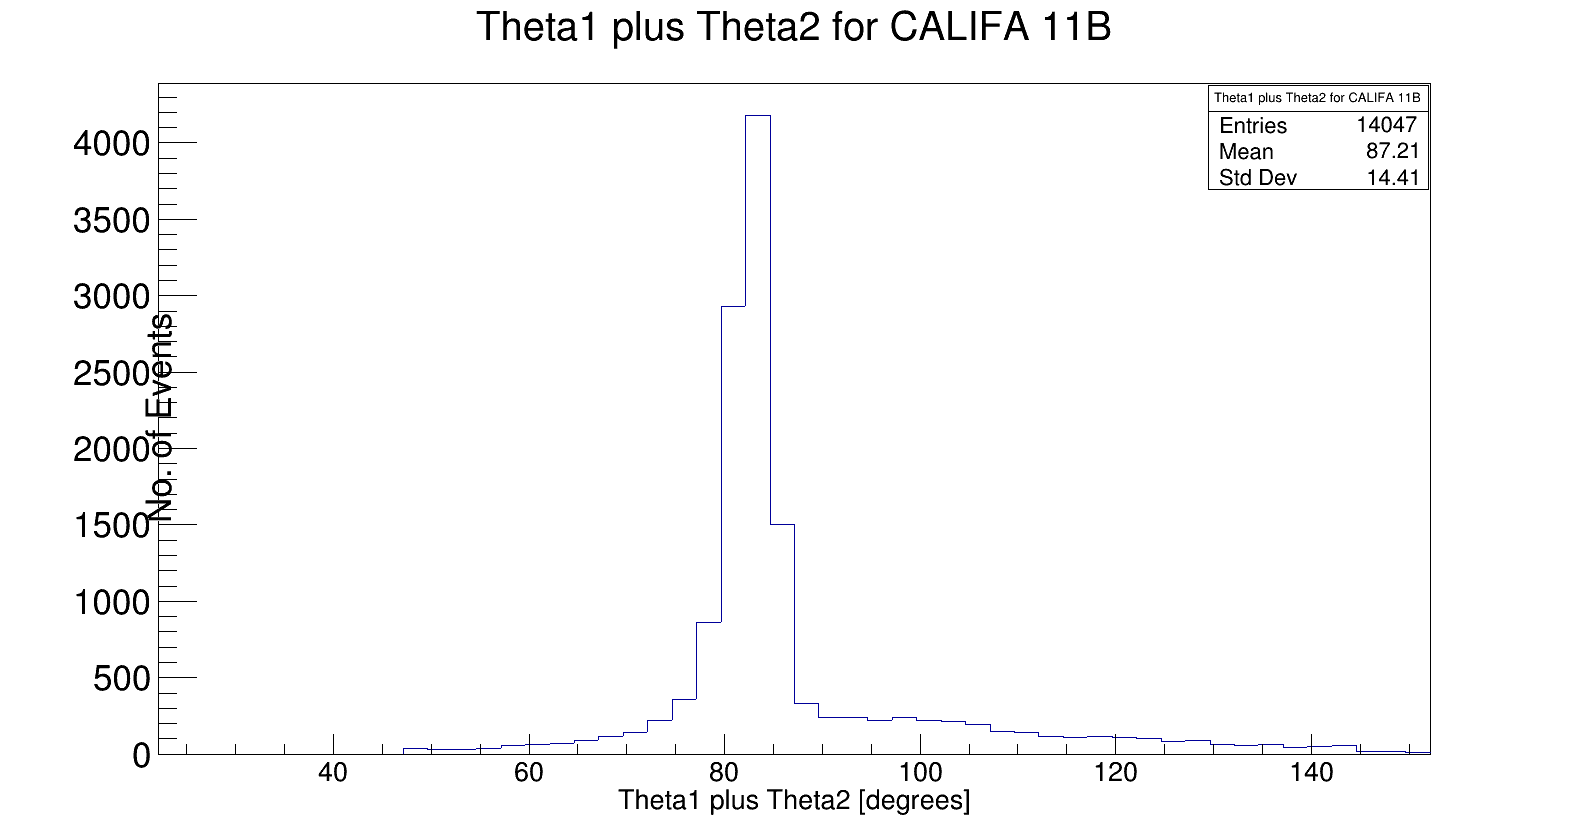 Theta1 plus Theta2 for CALIFA 11B
Theta1 plus Theta2 for CALIFA 11B
Entries 14047
Mean 87.21
Std Dev 14.41
4000
3500
3000
2500
2000
1500
1000
500
0
No. of Events
40 60 80 100 120 140
Theta1 plus Theta2 [degrees]